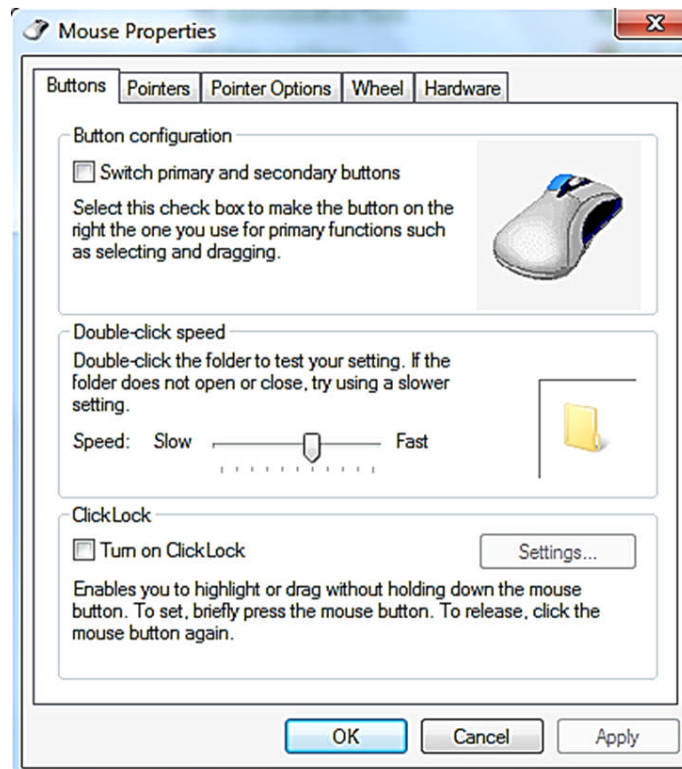 Mouse Properties
Buttons Pointers Pointer Options Wheel Hardware
Button configuration
Switch primary and secondary buttons
Select this check box to make the button on the
right the one you use for primary functions such
as selecting and dragging.
Double-click speed
Double-click the folder to test your setting. If the
folder does not open or close, try using a slower
setting.
Speed: Slow Fast
ClickLock
Turn on ClickLock
Settings...
Enables you to highlight or drag without holding down the mouse
button. To set, briefly press the mouse button. To release, click the
mouse button again.
OK Cancel Apply